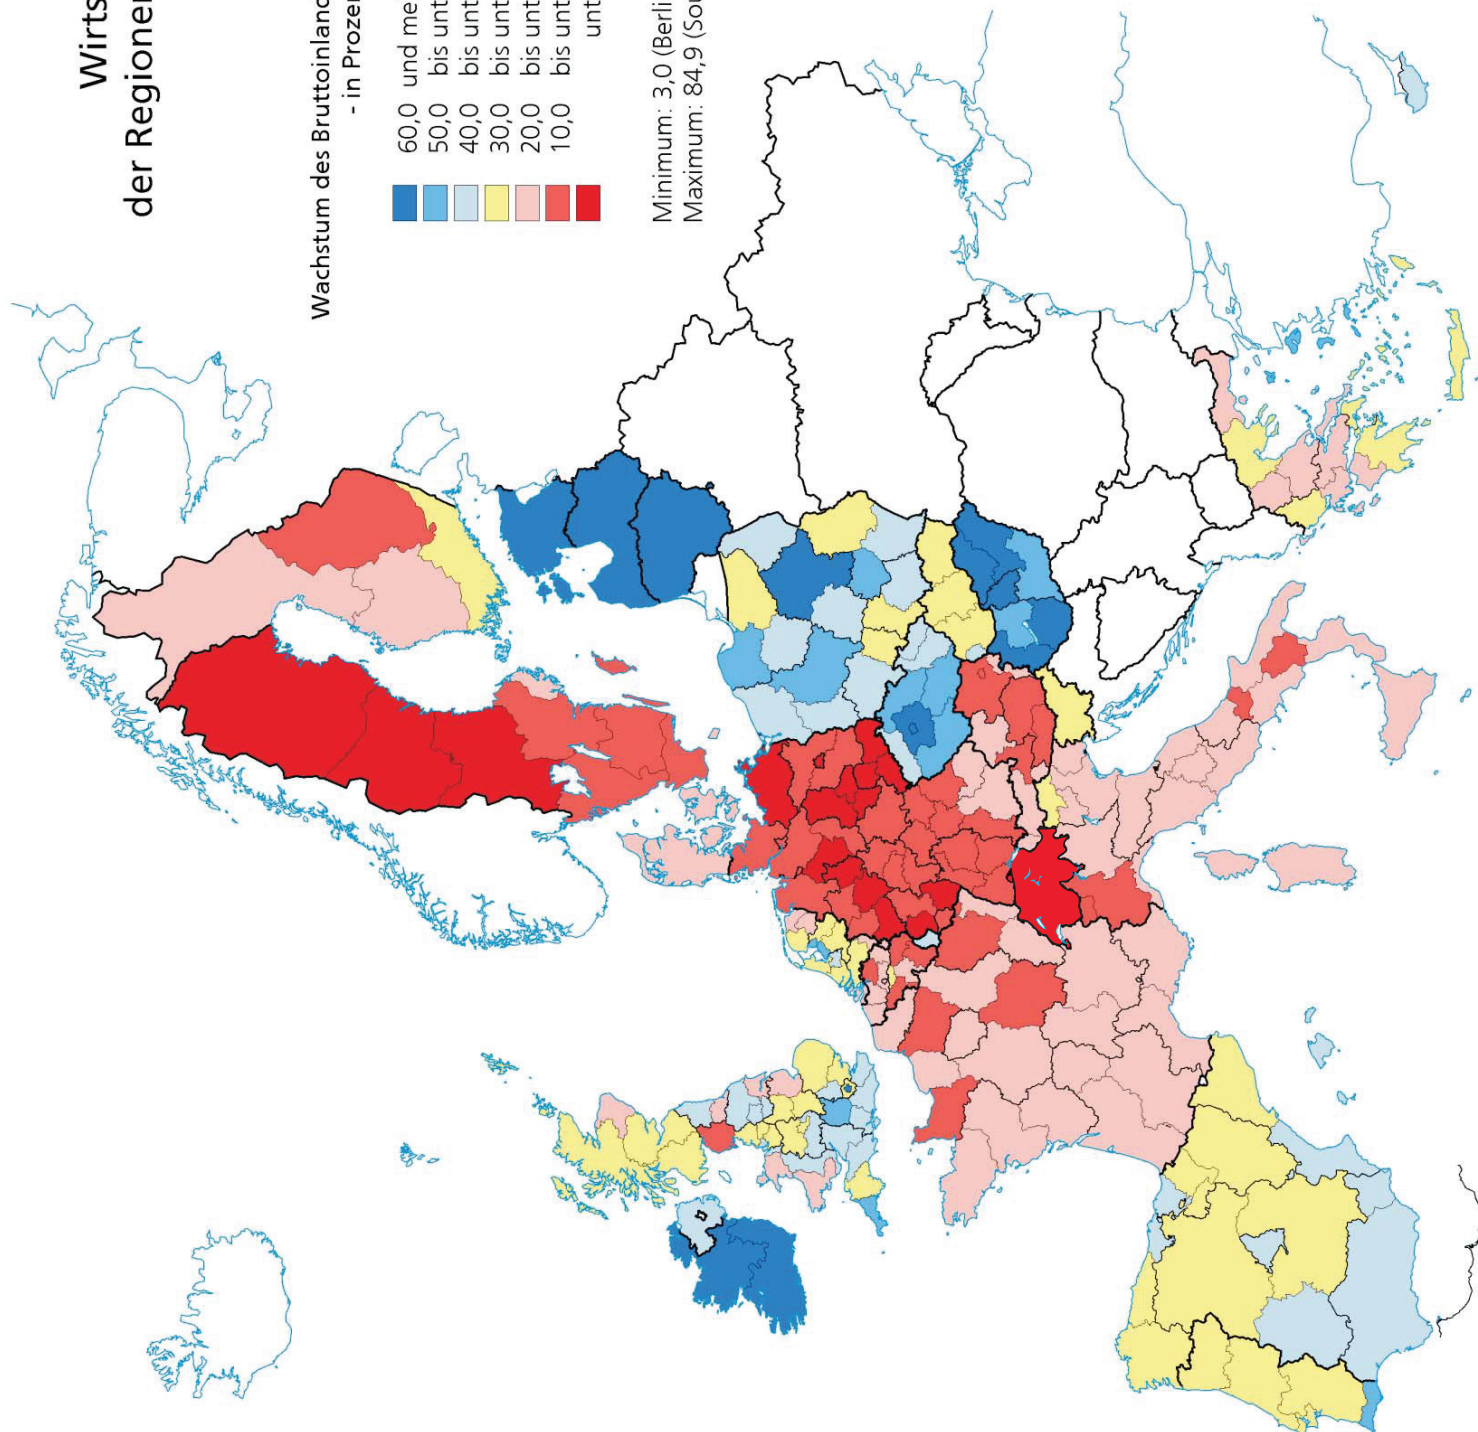 Wirts
der Regionen
Wachstum des Bruttoinland
- in Prozen
60,0 und me
50,0 bis unt
40,0 bis unt
30,0 bis unt
20,0 bis unt
10,0 bis unt
unt
Minimum: 3,0 (Berli
Maximum: 84,9 (Sou